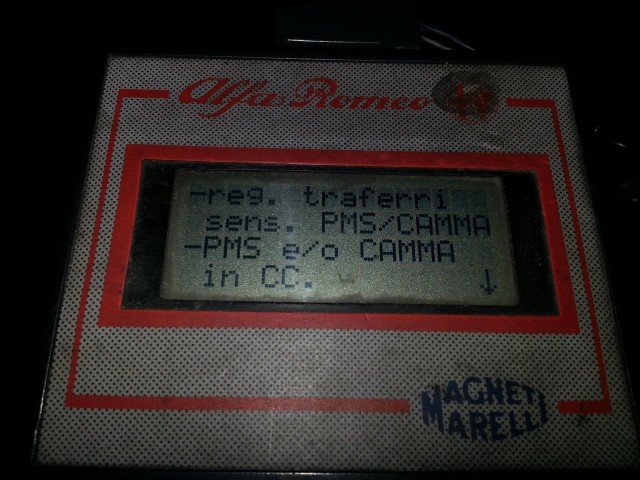 Alfa Romeo
-reg. traferri
sens. PMS/CAMMA
-PMS e/o CAMMA
in CC. ↓
MAGNETI
MARELLI